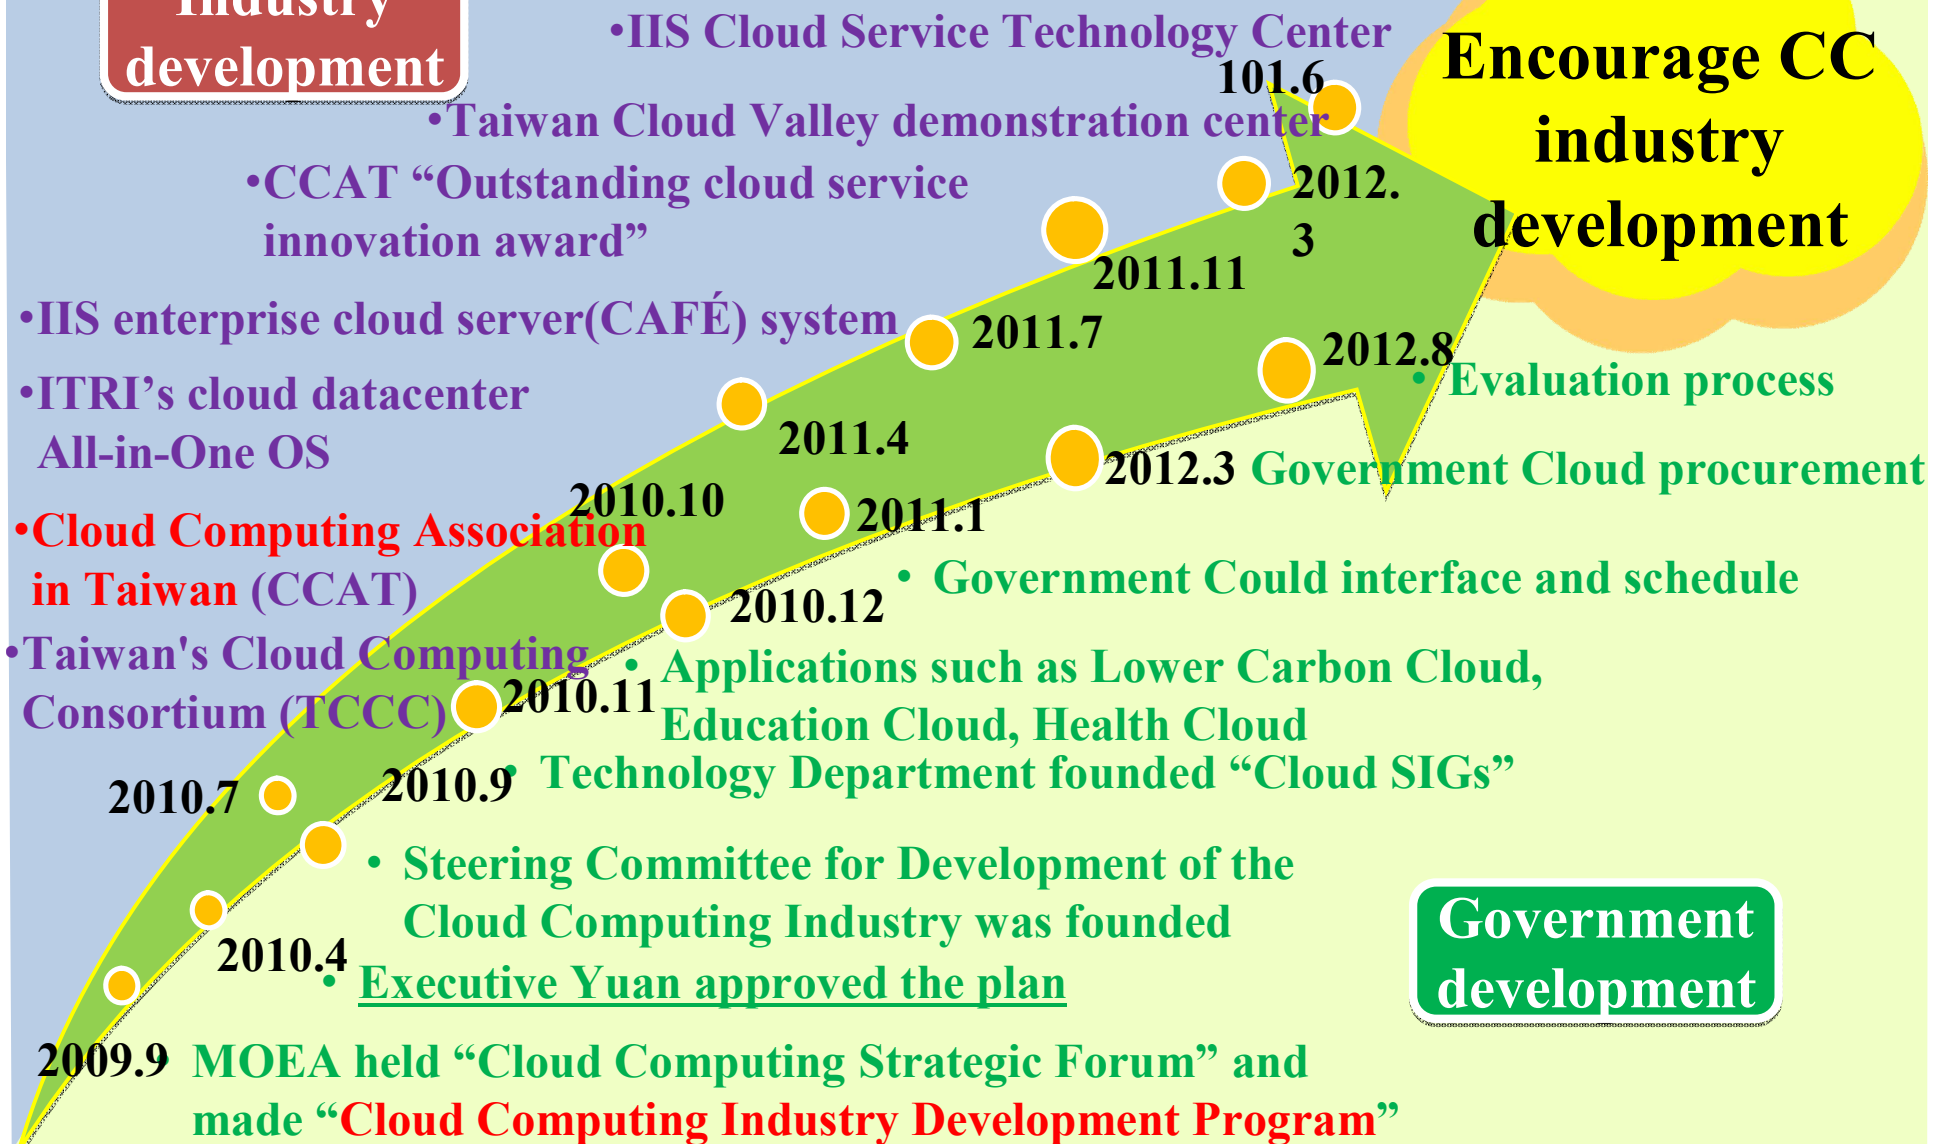 Industry
development
•IIS Cloud Service Technology Center
101.6
•Taiwan Cloud Valley demonstration center
2012.
3
•CCAT “Outstanding cloud service
innovation award”
2011.11
•IIS enterprise cloud server(CAFÉ) system
2011.7
•ITRI’s cloud datacenter
All-in-One OS
2011.4
•Cloud Computing Association
in Taiwan (CCAT)
2010.10
•Taiwan's Cloud Computing
Consortium (TCCC)
2010.7
Encourage CC
industry
development
2012.8
• Evaluation process
2012.3 Government Cloud procurement
2011.1
• Government Could interface and schedule
2010.12
• Applications such as Lower Carbon Cloud,
Education Cloud, Health Cloud
2010.11
• Technology Department founded “Cloud SIGs”
2010.9
• Steering Committee for Development of the
Cloud Computing Industry was founded
2010.4
• Executive Yuan approved the plan
2009.9
• MOEA held “Cloud Computing Strategic Forum” and
made “Cloud Computing Industry Development Program”
Government
development